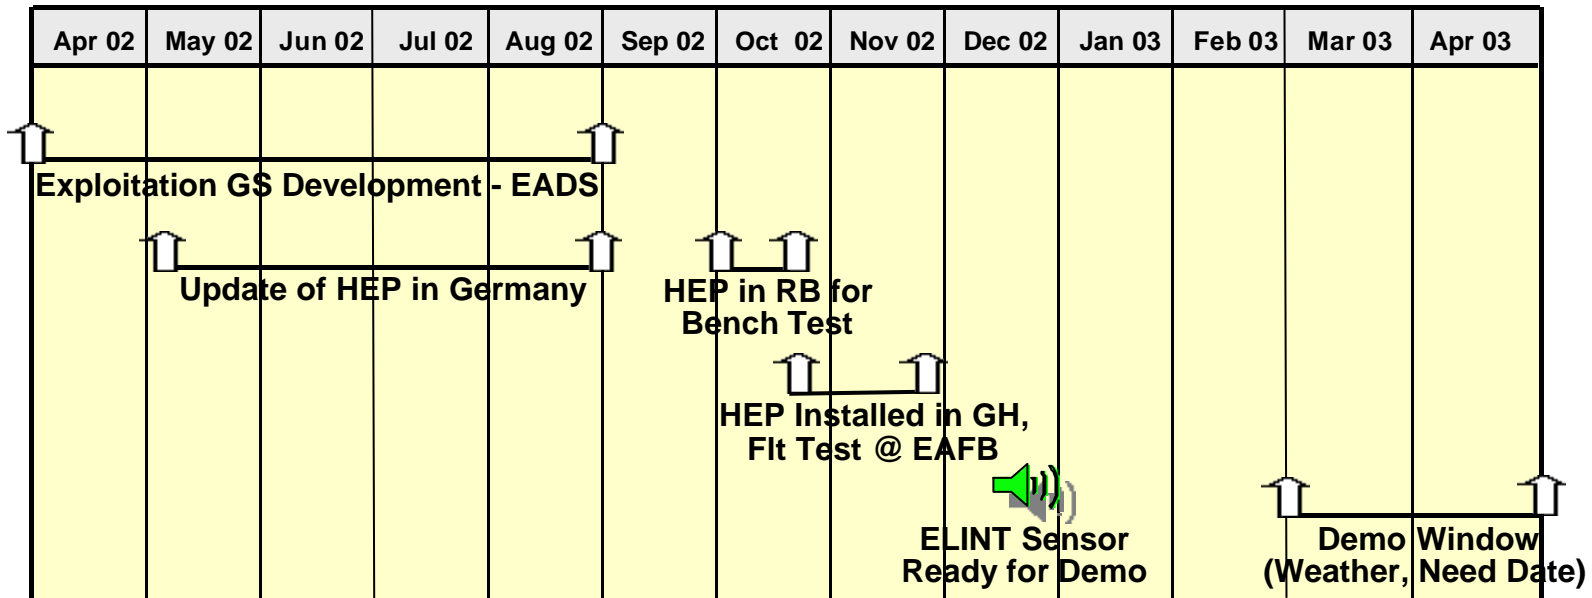 Apr 02 May 02 Jun 02 Jul 02 Aug 02 Sep 02 Oct 02 Nov 02 Dec 02 Jan 03 Feb 03 Mar 03 Apr 03
Exploitation GS Development - EADS
Update of HEP in Germany
HEP in RB for
Bench Test
HEP Installed in GH,
Flt Test @ EAFB
ELINT Sensor
Ready for Demo
Demo Window
(Weather, Need Date)